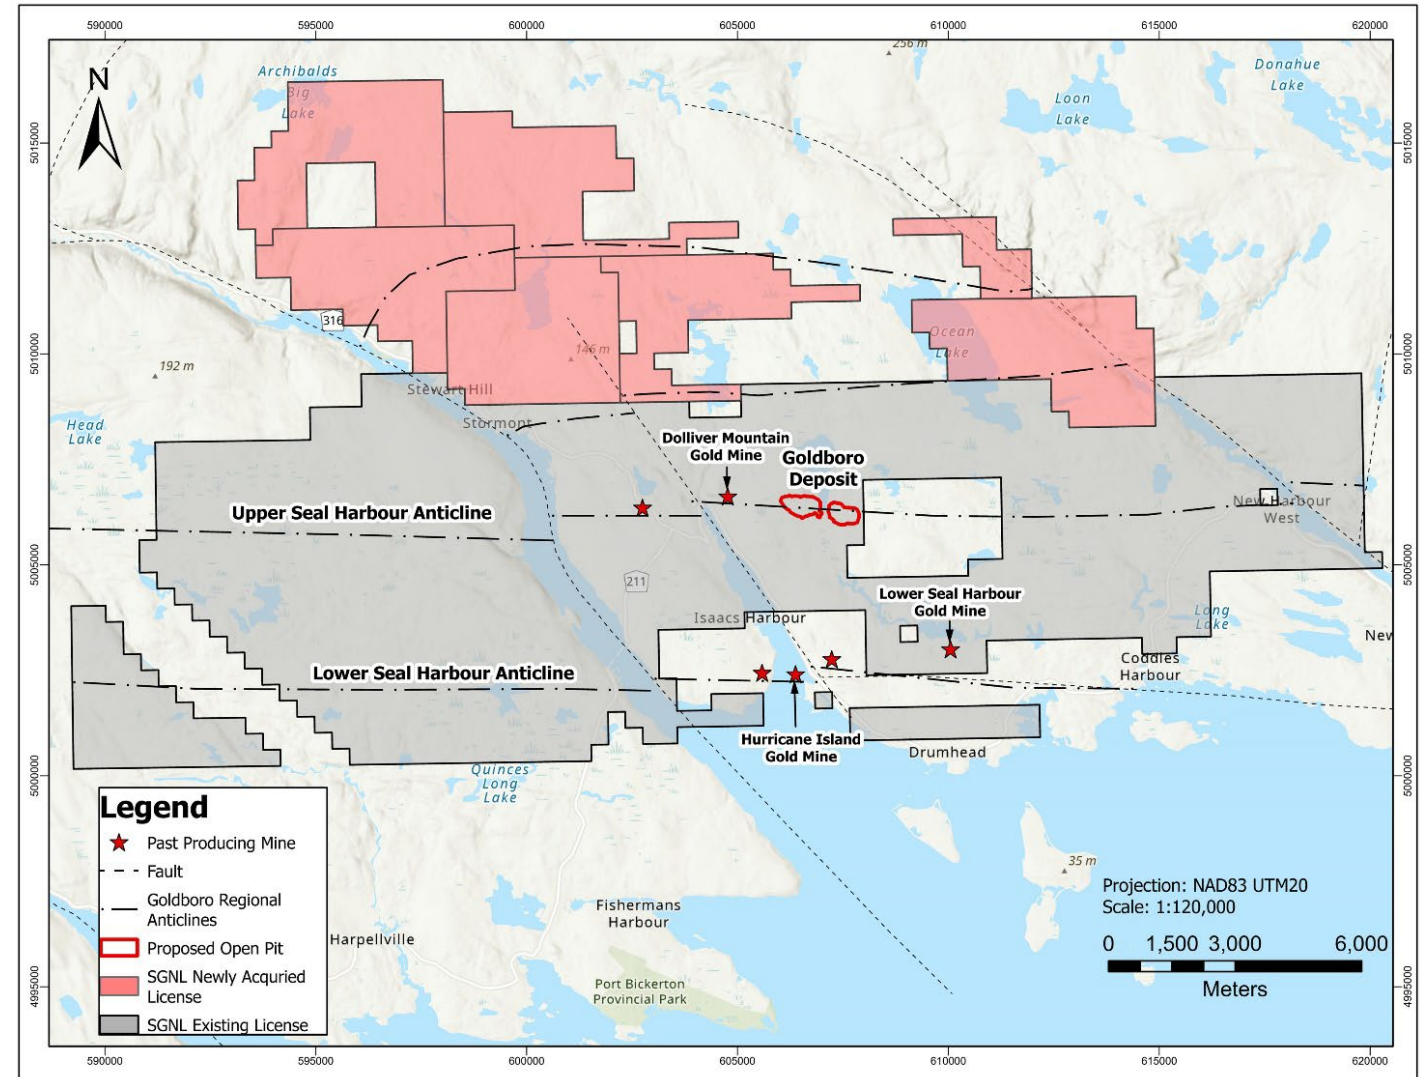 590000 595000 600000 605000 610000 615000 620000
256 m
Archibalds
Big
Lake
Donahue
Lake
Loon
Lake
N
5015000
5015000
316
146 m
Ocean
Lake
5010000
5010000
192 m
Stewart Hill
Stormont
Head
Lake
Dolliver Mountain
Gold Mine
Goldboro
Deposit
Upper Seal Harbour Anticline
New Harbour
West
5005000
5005000
211
Lower Seal Harbour
Gold Mine
Isaacs Harbour
Long
Lake
New
Coddles
Harbour
Lower Seal Harbour Anticline
Hurricane Island
Gold Mine
Drumhead
Quinces
Long
Lake
5000000
5000000
35 m
Legend
Past Producing Mine
Fault
Goldboro Regional
Anticlines
Proposed Open Pit
SGNL Newly Acquried
License
SGNL Existing License
Harpellville
Fishermans
Harbour
Port Bickerton
Provincial Park
Projection: NAD83 UTM20
Scale: 1:120,000
0 1,500 3,000 6,000
Meters
4995000
4995000
590000 595000 600000 605000 610000 615000 620000